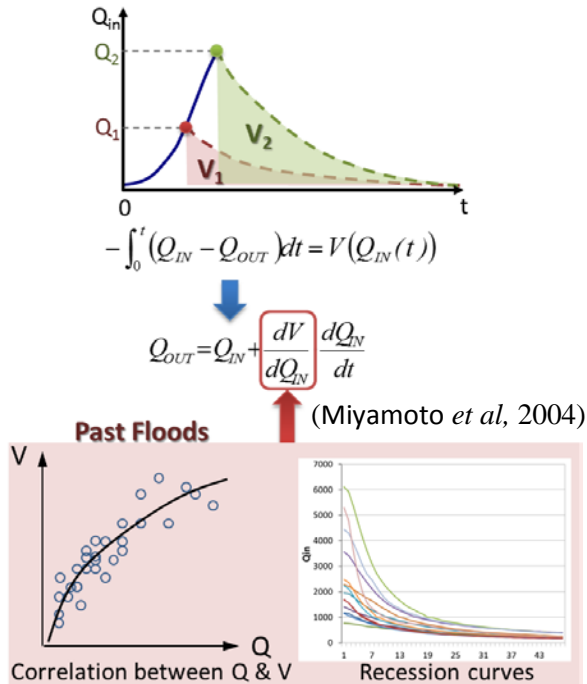 Q_in
Q_2
Q_1
V_2
V_1
0 t
-∫_0^t (Q_IN - Q_OUT)dt = V(Q_IN(t))
Q_OUT = Q_IN + dV/dQ_IN dQ_IN/dt
(Miyamoto et al, 2004)
Past Floods
V
Q
Correlation between Q & V
7000
6000
5000
4000
3000
2000
1000
0
Qin
1 7 13 19 25 31 37 43
Recession curves